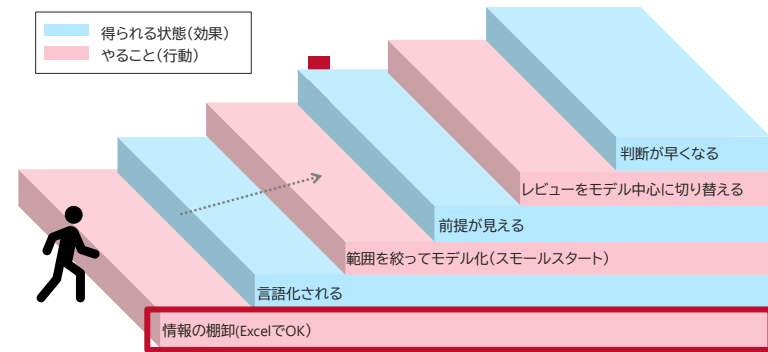 得られる状態(効果)
やること(行動)
判断が早くなる
レビューをモデル中心に切り替える
前提が見える
範囲を絞ってモデル化(スモールスタート)
言語化される
情報の棚卸(ExcelでOK)